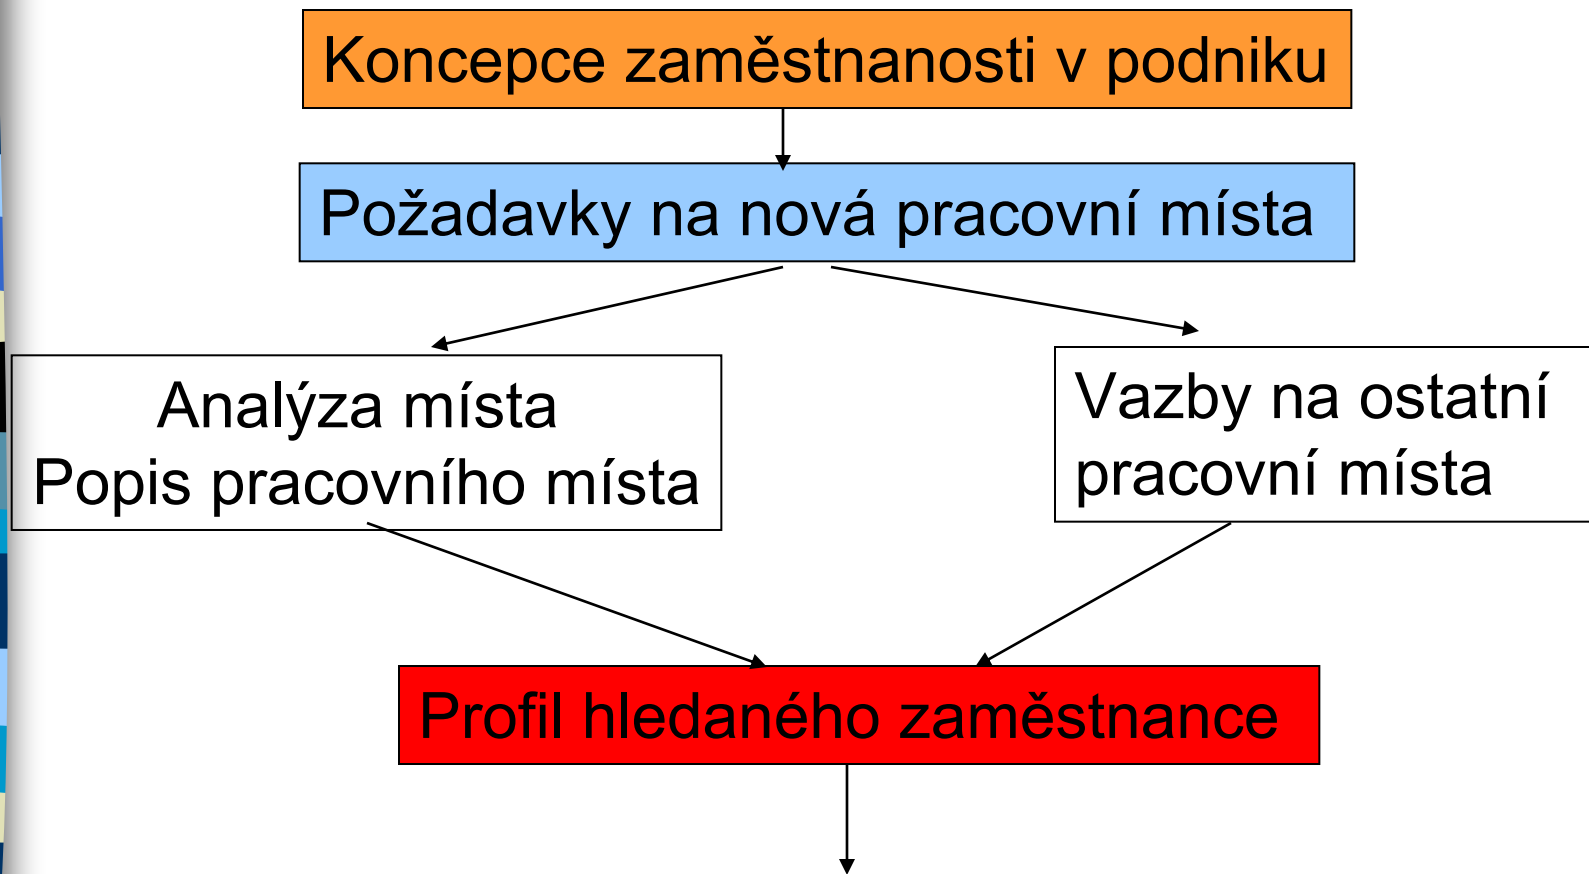 Koncepce zaměstnanosti v podniku
Požadavky na nová pracovní místa
Analýza místa
Popis pracovního místa
Vazby na ostatní
pracovní místa
Profil hledaného zaměstnance